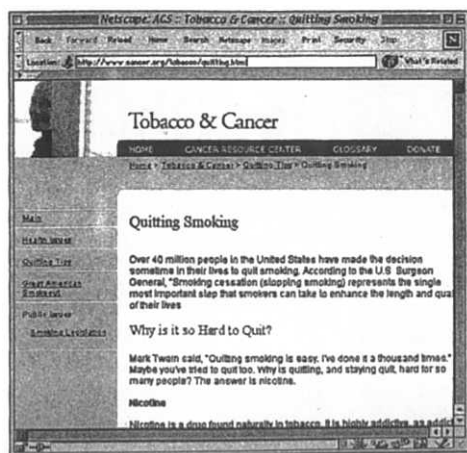 Netscape: ACS :: Tobacco & Cancer :: Quitting Smoking
Back Forward Reload Home Search Netscape Images Print Security Stop
N
Location: http://www.cancer.org/tobacco/quitting.html What's Related
Tobacco & Cancer
HOME CANCER RESOURCE CENTER GLOSSARY DONATE
Home > Tobacco & Cancer > Quitting Tips > Quitting Smoking
Main
Health Issues
Quitting Tips
Great American
Smokeout
Public Issues
Smoking Legislation
Quitting Smoking
Over 40 million people in the United States have made the decision
sometime in their lives to quit smoking. According to the U.S Surgeon
General, "Smoking cessation (stopping smoking) represents the single
most important step that smokers can take to enhance the length and qual
of their lives
Why is it so Hard to Quit?
Mark Twain said, "Quitting smoking is easy. I've done it a thousand times."
Maybe you've tried to quit too. Why is quitting, and staying quit, hard for so
many people? The answer is nicotine.
Nicotine
Nicotine is a drug found naturally in tobacco. It is highly addictive, as addict